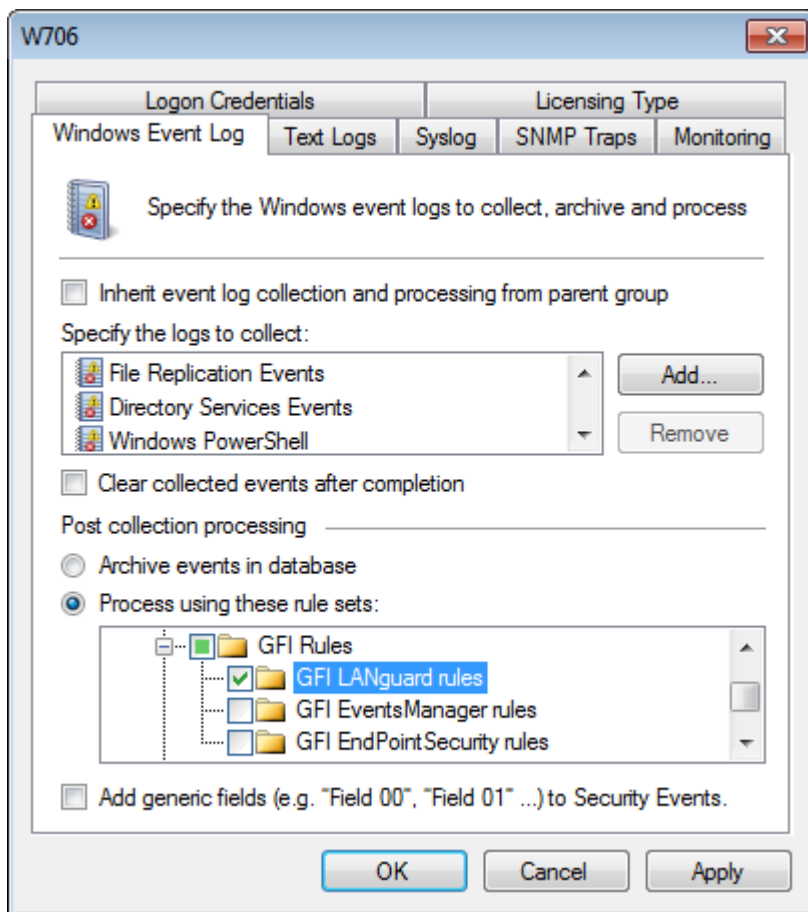 W706
Logon Credentials
Licensing Type
Windows Event Log
Text Logs
Syslog
SNMP Traps
Monitoring
Specify the Windows event logs to collect, archive and process
Inherit event log collection and processing from parent group
Specify the logs to collect:
File Replication Events
Directory Services Events
Windows PowerShell
Add...
Remove
Clear collected events after completion
Post collection processing
Archive events in database
Process using these rule sets:
GFI Rules
GFI LANguard rules
GFI EventsManager rules
GFI EndPointSecurity rules
Add generic fields (e.g. "Field 00", "Field 01" ...) to Security Events.
OK
Cancel
Apply